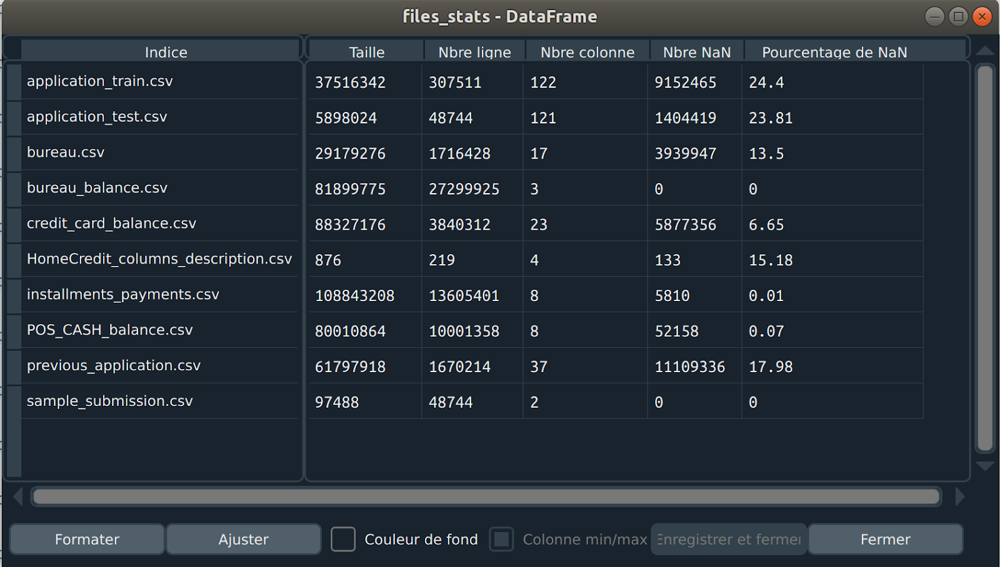 files_stats - DataFrame
Indice Taille Nbre ligne Nbre colonne Nbre NaN Pourcentage de NaN
application_train.csv 37516342 307511 122 9152465 24.4
application_test.csv 5898024 48744 121 1404419 23.81
bureau.csv 29179276 1716428 17 3939947 13.5
bureau_balance.csv 81899775 27299925 3 0 0
credit_card_balance.csv 88327176 3840312 23 5877356 6.65
HomeCredit_columns_description.csv 876 219 4 133 15.18
installments_payments.csv 108843208 13605401 8 5810 0.01
POS_CASH_balance.csv 80010864 10001358 8 52158 0.07
previous_application.csv 61797918 1670214 37 11109336 17.98
sample_submission.csv 97488 48744 2 0 0
Formater Ajuster Couleur de fond Colonne min/max Enregistrer et fermer Fermer